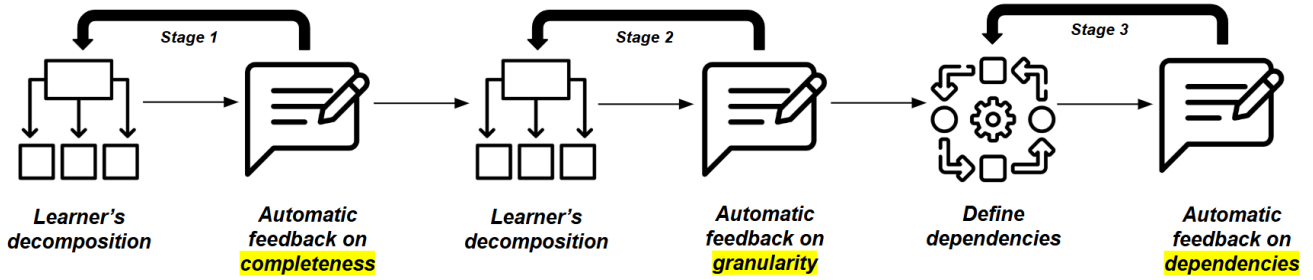 Stage 1
Stage 2
Stage 3
Learner's
decomposition
Automatic
feedback on
completeness
Learner's
decomposition
Automatic
feedback on
granularity
Define
dependencies
Automatic
feedback on
dependencies